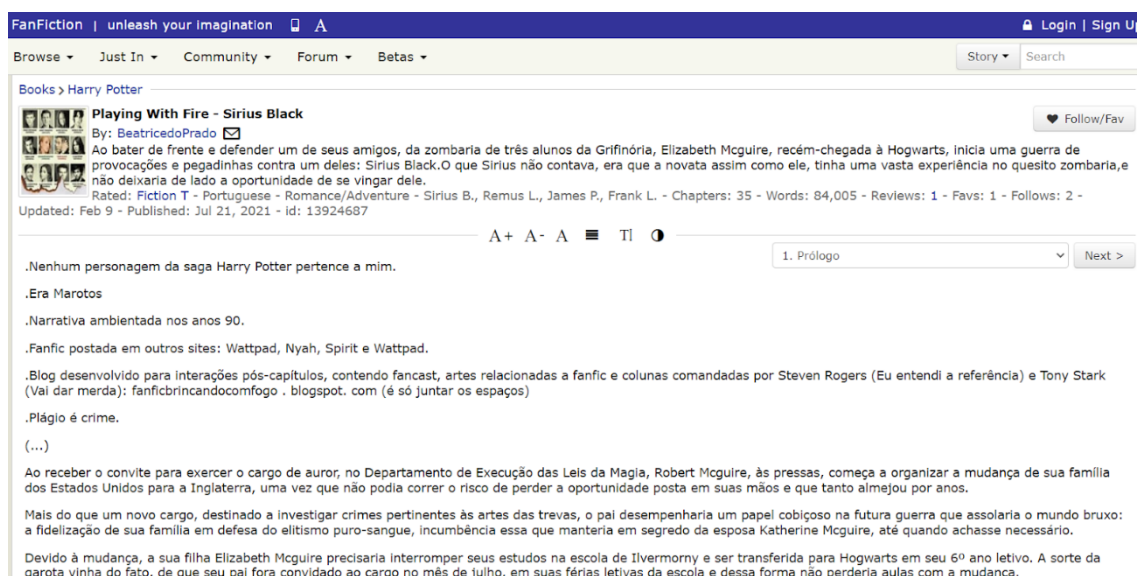 FanFiction | unleash your imagination A
Login | Sign Up
Browse Just In Community Forum Betas
Story Search
Books > Harry Potter
Playing With Fire - Sirius Black
Follow/Fav
By: BeatricedoPrado
Ao bater de frente e defender um de seus amigos, da zombaria de três alunos da Grifinória, Elizabeth Mcguire, recém-chegada à Hogwarts, inicia uma guerra de
provocações e pegadinhas contra um deles: Sirius Black.O que Sirius não contava, era que a novata assim como ele, tinha uma vasta experiência no quesito zombaria,e
não deixaria de lado a oportunidade de se vingar dele.
Rated: Fiction T - Portuguese - Romance/Adventure - Sirius B., Remus L., James P., Frank L. - Chapters: 35 - Words: 84,005 - Reviews: 1 - Favs: 1 - Follows: 2 -
Updated: Feb 9 - Published: Jul 21, 2021 - id: 13924687
A+ A- A
1. Prólogo
Next >
.Nenhum personagem da saga Harry Potter pertence a mim.
.Era Marotos
.Narrativa ambientada nos anos 90.
.Fanfic postada em outros sites: Wattpad, Nyah, Spirit e Wattpad.
.Blog desenvolvido para interações pós-capítulos, contendo fancast, artes relacionadas a fanfic e colunas comandadas por Steven Rogers (Eu entendi a referência) e Tony Stark
(Vai dar merda): fanficbrincandocomfogo . blogspot. com (é só juntar os espaços)
.Plágio é crime.
(...)
Ao receber o convite para exercer o cargo de auror, no Departamento de Execução das Leis da Magia, Robert Mcguire, às pressas, começa a organizar a mudança de sua família
dos Estados Unidos para a Inglaterra, uma vez que não podia correr o risco de perder a oportunidade posta em suas mãos e que tanto almejou por anos.
Mais do que um novo cargo, destinado a investigar crimes pertinentes às artes das trevas, o pai desempenharia um papel cobiçoso na futura guerra que assolaria o mundo bruxo:
a fidelização de sua família em defesa do elitismo puro-sangue, incumbência essa que manteria em segredo da esposa Katherine Mcguire, até quando achasse necessário.
Devido à mudança, a sua filha Elizabeth Mcguire precisaria interromper seus estudos na escola de Ilvermorny e ser transferida para Hogwarts em seu 6º ano letivo. A sorte da
garota vinha do fato, de que seu pai fora convidado ao cargo no mês de julho, em suas férias letivas da escola e dessa forma não perderia aulas com a mudança.